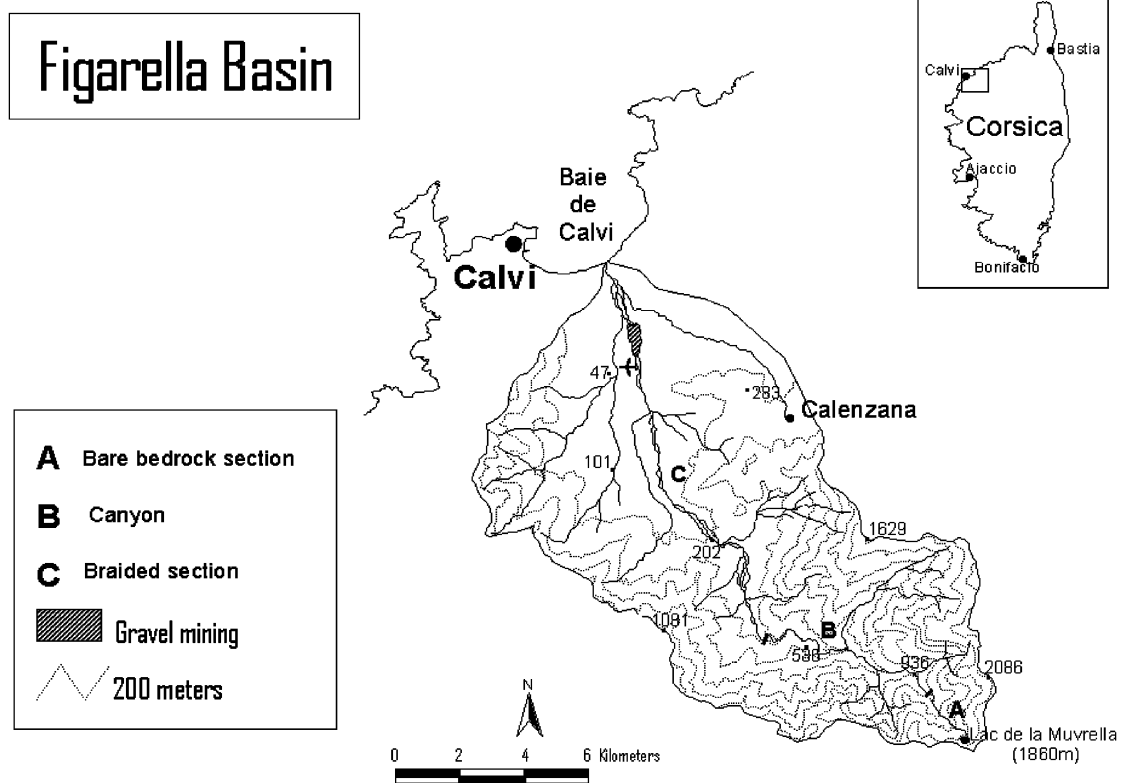 Figarella Basin
Bastia
Calvi
Corsica
Ajaccio
Bonifacio
Baie
de
Calvi
Calvi
47
283
Calenzana
101
C
1629
202
1081
B
538
936
2086
A
Lac de la Muvrella
(1860m)
A Bare bedrock section
B Canyon
C Braided section
Gravel mining
200 meters
N
0 2 4 6 Kilometers